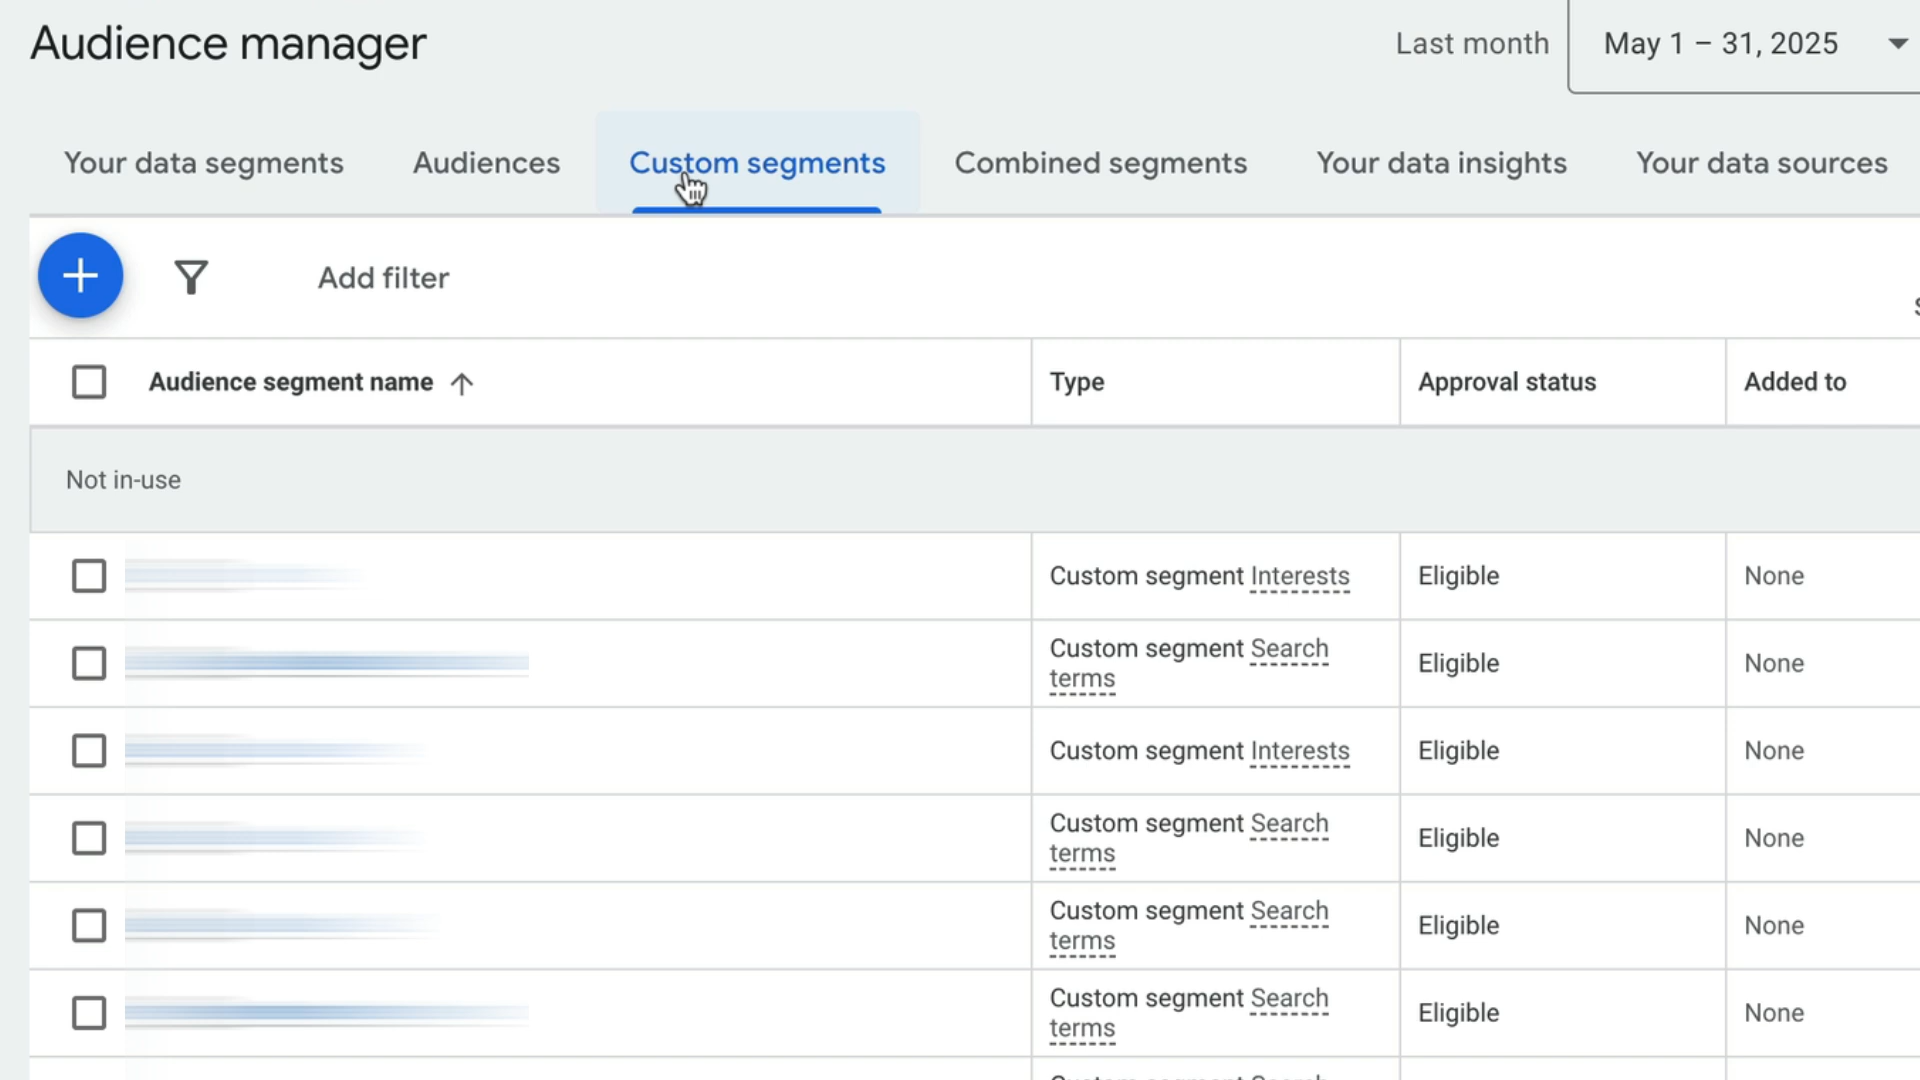 Audience manager
Last month
May 1 – 31, 2025
Your data segments
Audiences
Custom segments
Combined segments
Your data insights
Your data sources
Add filter
Audience segment name
Type
Approval status
Added to
Not in-use
Custom segment Interests
Eligible
None
Custom segment Search
terms
Eligible
None
Custom segment Interests
Eligible
None
Custom segment Search
terms
Eligible
None
Custom segment Search
terms
Eligible
None
Custom segment Search
terms
Eligible
None
Custom segment Search